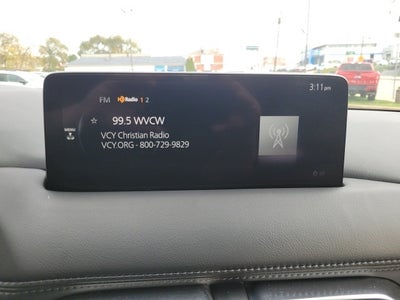 3:11 pm
FM HD Radio 1 2
☆ 99.5 WVCW
MENU
VCY Christian Radio
VCY.ORG - 800-729-9829